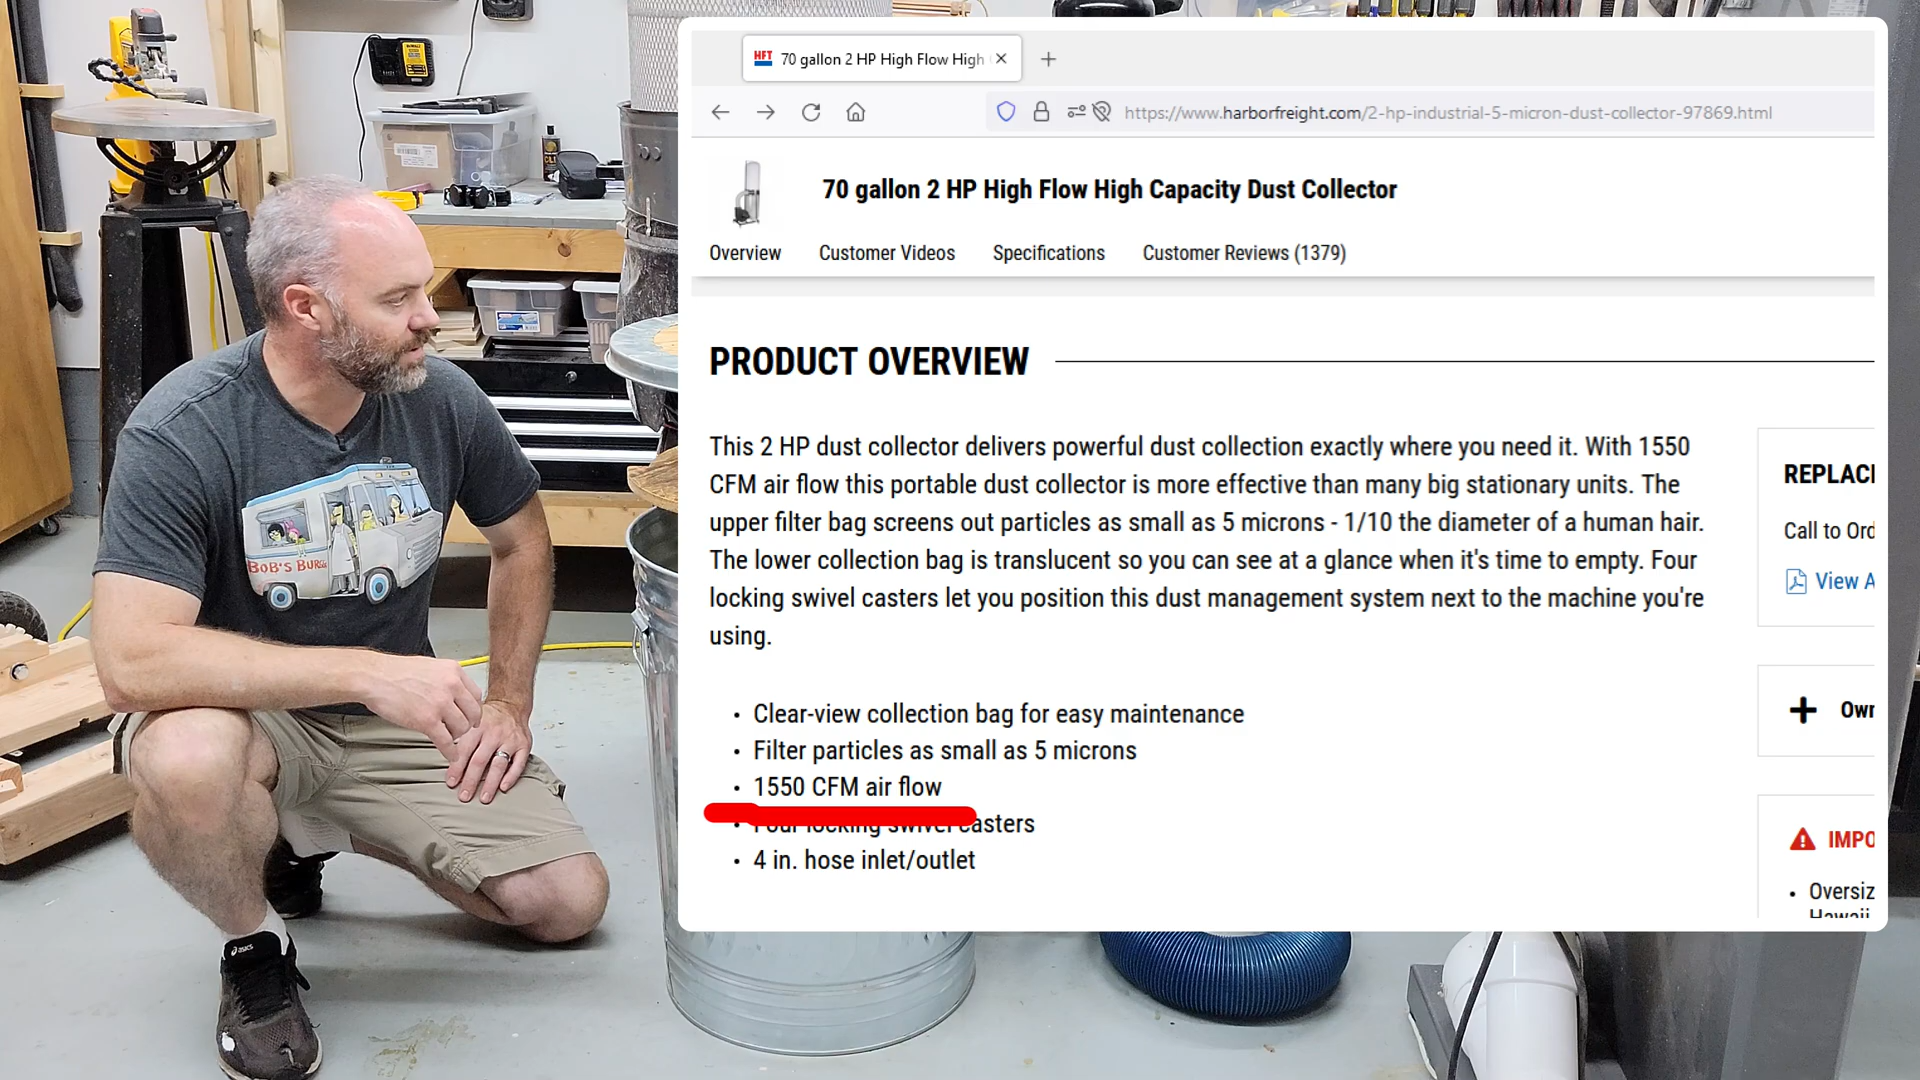 HFT 70 gallon 2 HP High Flow High
https://www.harborfreight.com/2-hp-industrial-5-micron-dust-collector-97869.html
70 gallon 2 HP High Flow High Capacity Dust Collector
Overview Customer Videos Specifications Customer Reviews (1379)
PRODUCT OVERVIEW
This 2 HP dust collector delivers powerful dust collection exactly where you need it. With 1550
CFM air flow this portable dust collector is more effective than many big stationary units. The
upper filter bag screens out particles as small as 5 microns - 1/10 the diameter of a human hair.
The lower collection bag is translucent so you can see at a glance when it's time to empty. Four
locking swivel casters let you position this dust management system next to the machine you're
using.
• Clear-view collection bag for easy maintenance
• Filter particles as small as 5 microns
• 1550 CFM air flow
• Four locking swivel casters
• 4 in. hose inlet/outlet
REPLAC
Call to Ord
View A
Own
IMPO
• Oversiz
Hawaii
BOB'S BURG
asics